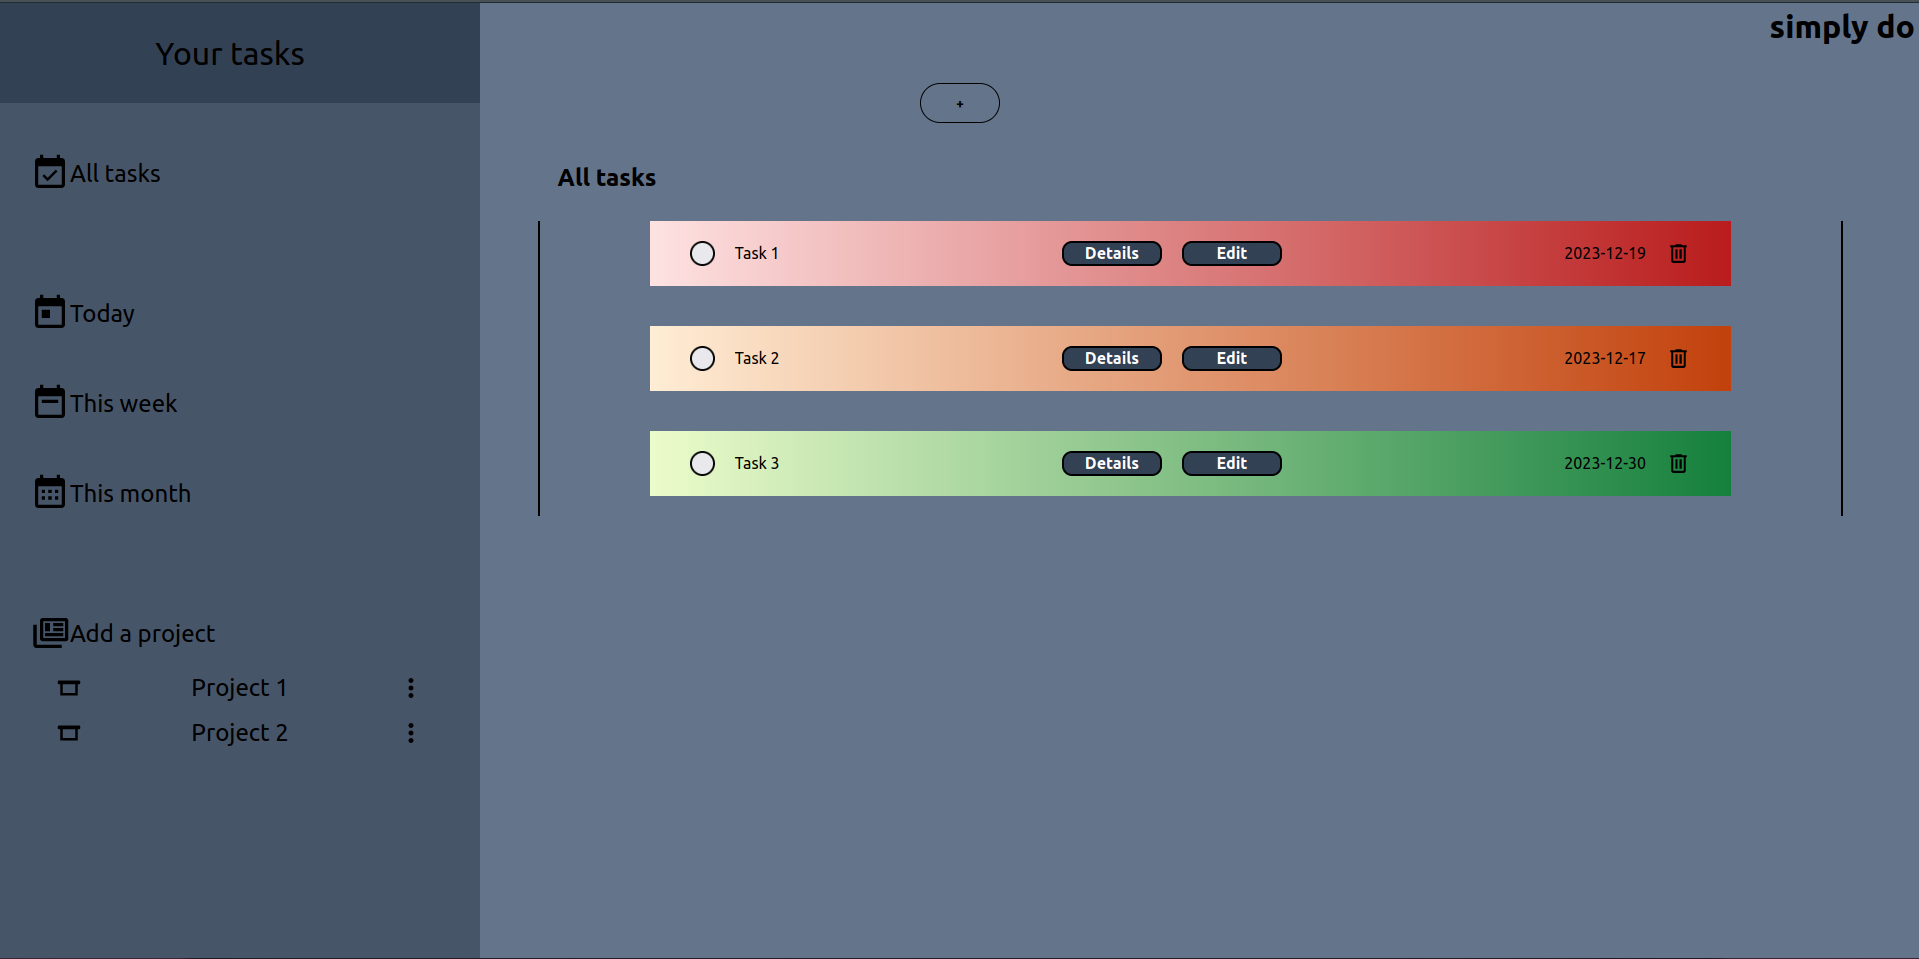 Your tasks
All tasks
Today
This week
This month
Add a project
Project 1
Project 2
simply do
+
All tasks
Task 1 Details Edit 2023-12-19
Task 2 Details Edit 2023-12-17
Task 3 Details Edit 2023-12-30